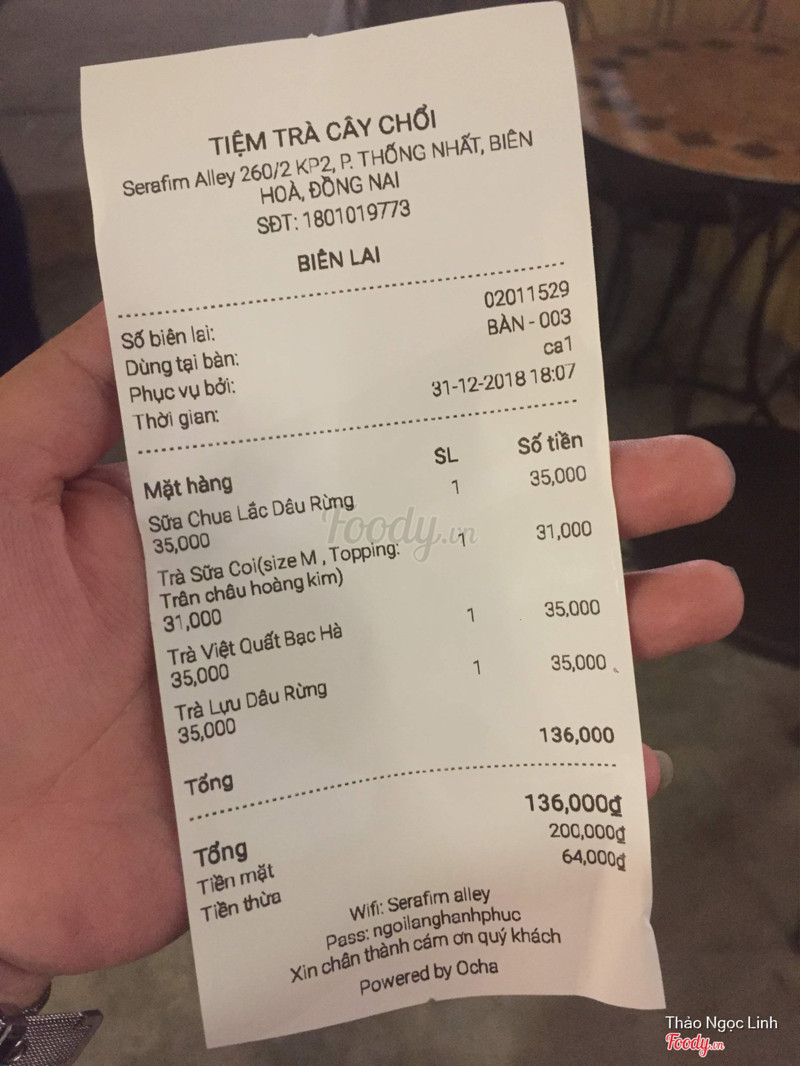 TIỆM TRÀ CÂY CHỔI
Serafim Alley 260/2 KP2, P. THỐNG NHẤT, BIÊN
HOÀ, ĐỒNG NAI
SĐT: 1801019773
BIÊN LAI
Số biên lai: 02011529
Dùng tại bàn: BÀN - 003
Phục vụ bởi: ca1
Thời gian: 31-12-2018 18:07
Mặt hàng SL Số tiền
Sữa Chua Lắc Dâu Rừng 1 35,000
35,000
Trà Sữa Coi(size M , Topping: 1 31,000
Trân châu hoàng kim)
31,000
Trà Việt Quất Bạc Hà 1 35,000
35,000
Trà Lựu Dâu Rừng 1 35,000
35,000
Tổng 136,000
Tổng 136,000₫
Tiền mặt 200,000₫
Tiền thừa 64,000₫
Wifi: Serafim alley
Pass: ngoilanghanhphuc
Xin chân thành cám ơn quý khách
Powered by Ocha
Foody.vn
Thảo Ngọc Linh
Foody.vn